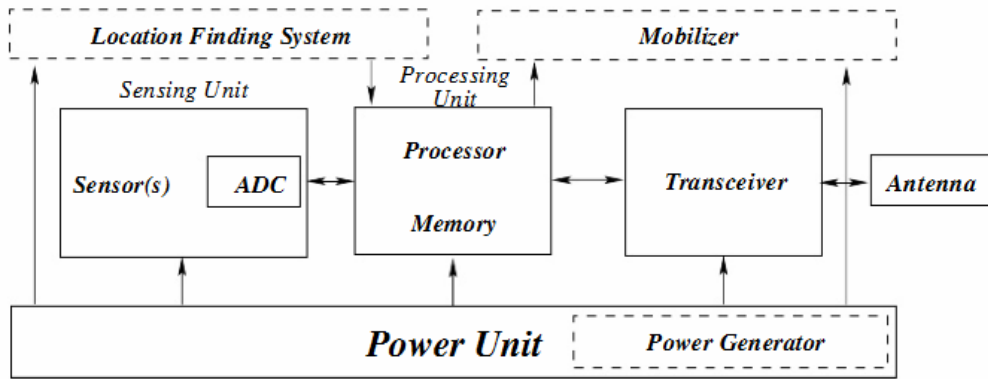 Location Finding System
Mobilizer
Sensing Unit
Processing
Unit
Sensor(s)
ADC
Processor
Memory
Transceiver
Antenna
Power Unit
Power Generator